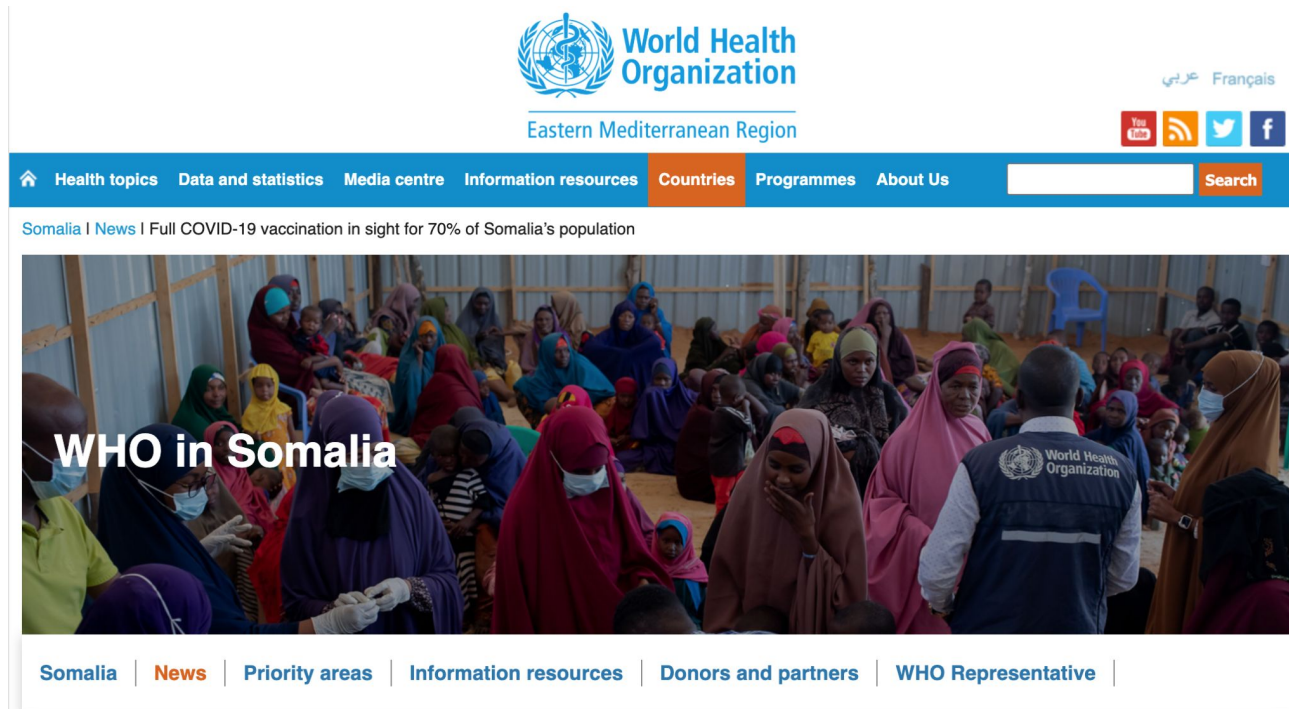 World Health
Organization
Eastern Mediterranean Region
عربي Français
You
Tube
f
Health topics Data and statistics Media centre Information resources Countries Programmes About Us Search
Somalia I News I Full COVID-19 vaccination in sight for 70% of Somalia’s population
WHO in Somalia
World Health
Organization
Somalia | News | Priority areas | Information resources | Donors and partners | WHO Representative |